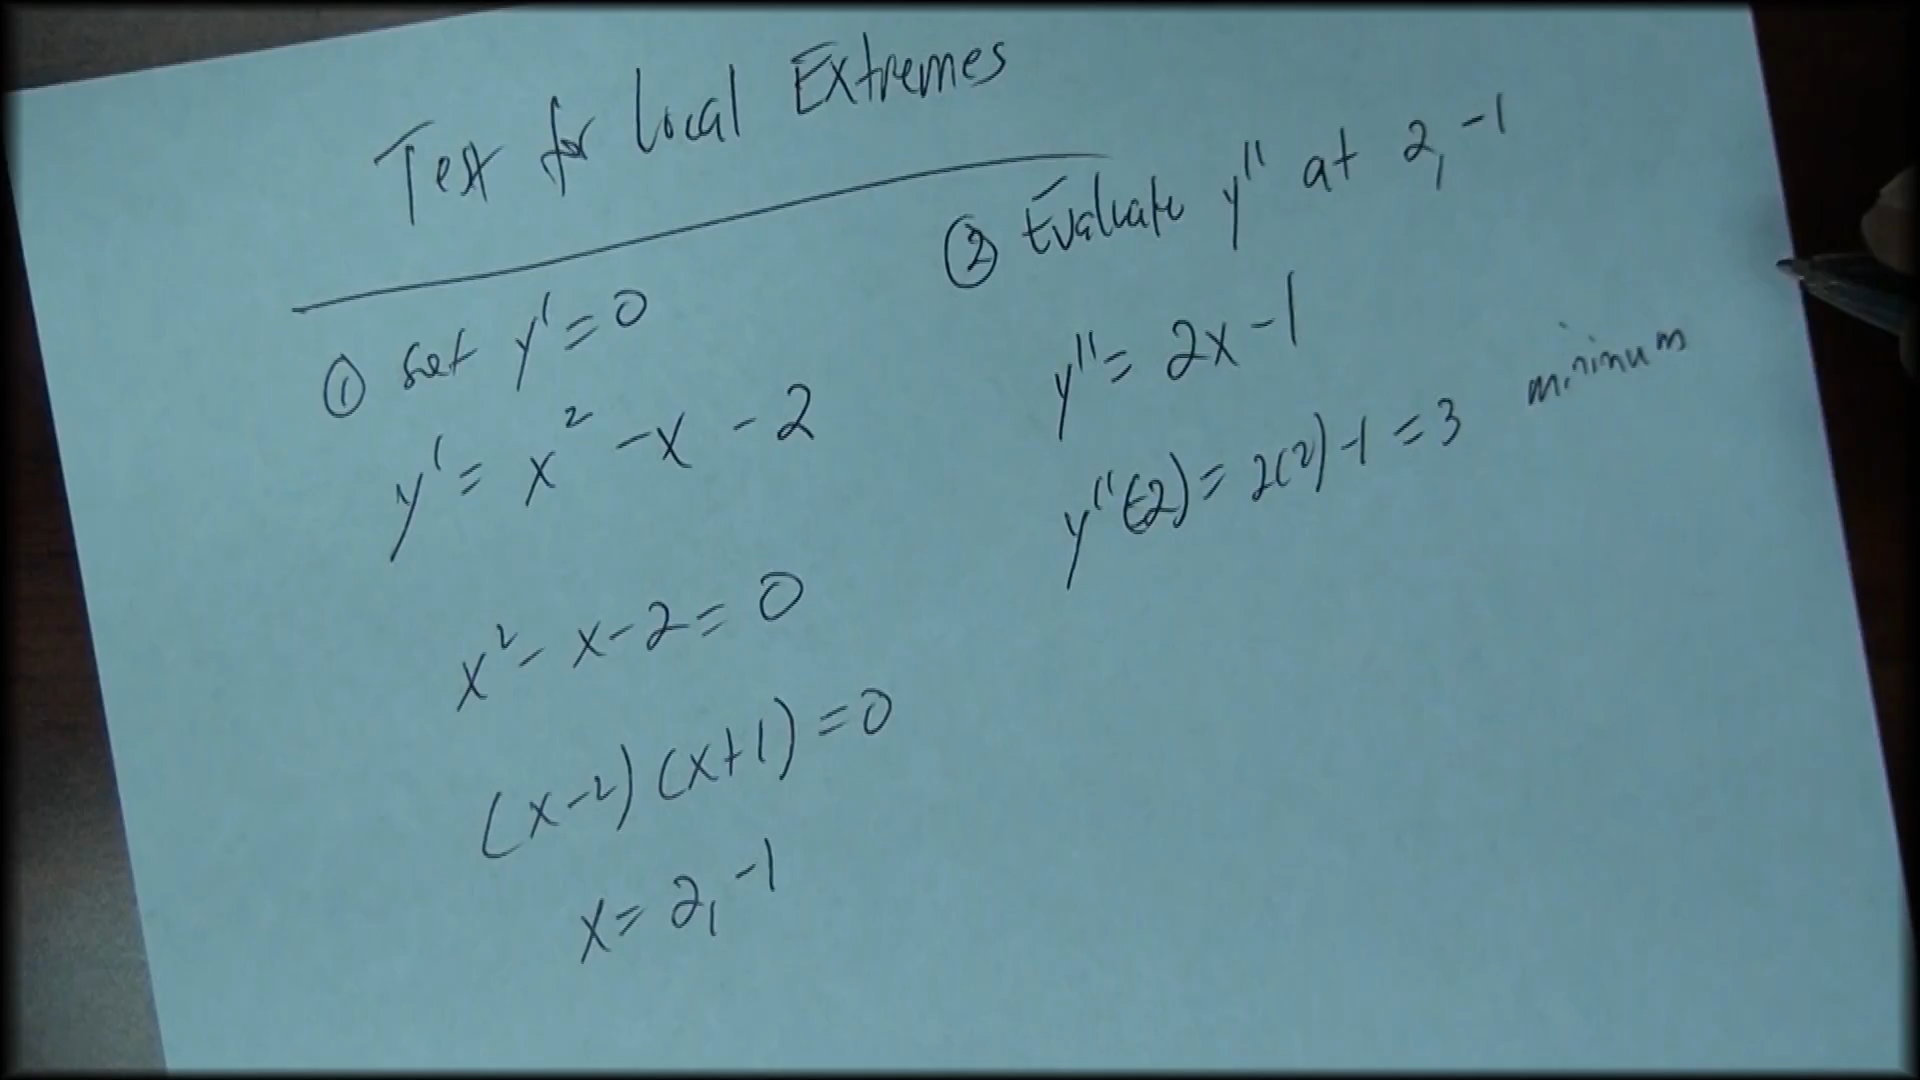 Test for Local Extremes
① set y' = 0
y' = x² - x - 2
x² - x - 2 = 0
(x-2)(x+1) = 0
x = 2, -1
② Evaluate y'' at 2, -1
y'' = 2x - 1
y''(-2) = 2(2) - 1 = 3 minimum